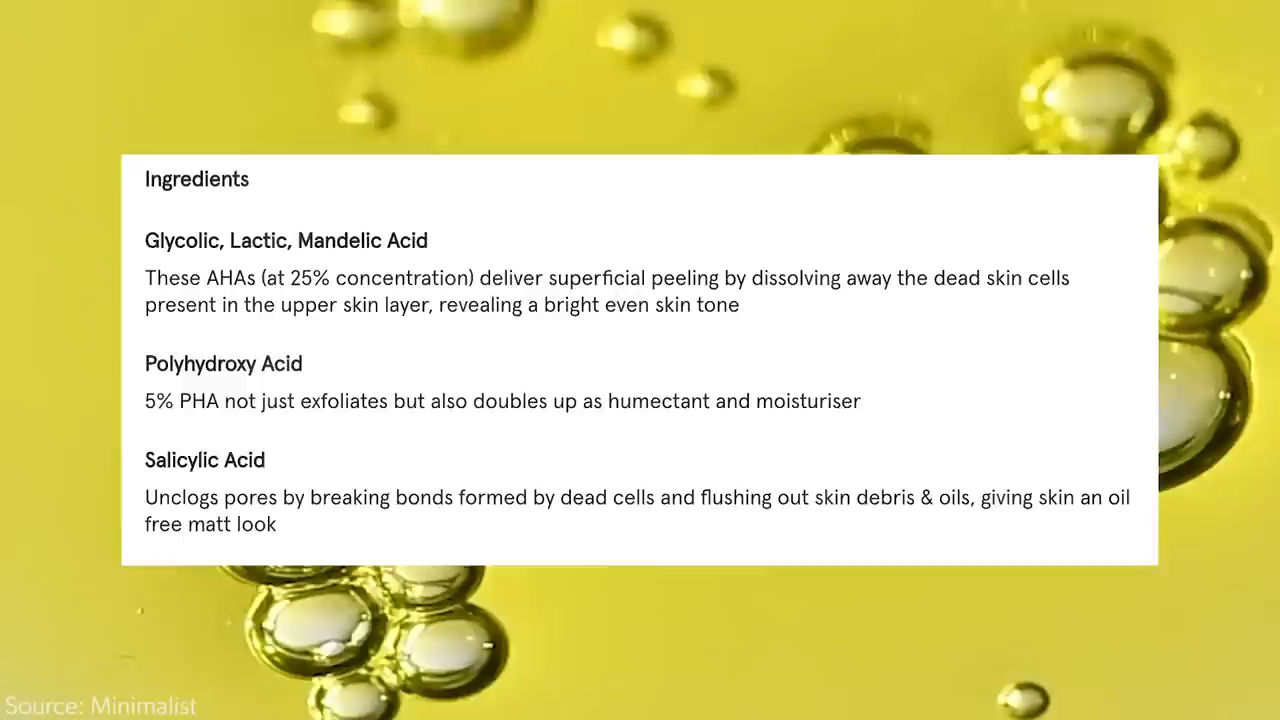 Ingredients
Glycolic, Lactic, Mandelic Acid
These AHAs (at 25% concentration) deliver superficial peeling by dissolving away the dead skin cells
present in the upper skin layer, revealing a bright even skin tone
Polyhydroxy Acid
5% PHA not just exfoliates but also doubles up as humectant and moisturiser
Salicylic Acid
Unclogs pores by breaking bonds formed by dead cells and flushing out skin debris & oils, giving skin an oil
free matt look
Source: Minimalist